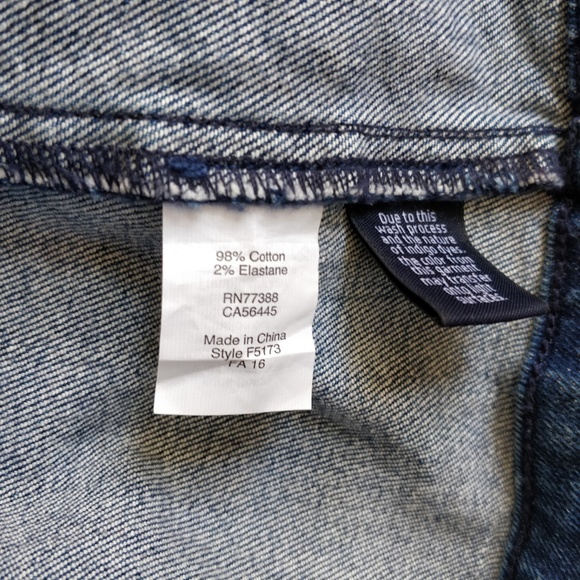 98% Cotton
2% Elastane
RN77388
CA56445
Made in China
Style F5173
FA 16
Due to this
wash process
and the nature
of indigo dyes,
the color from
this garment
may transfer
onto light
surfaces